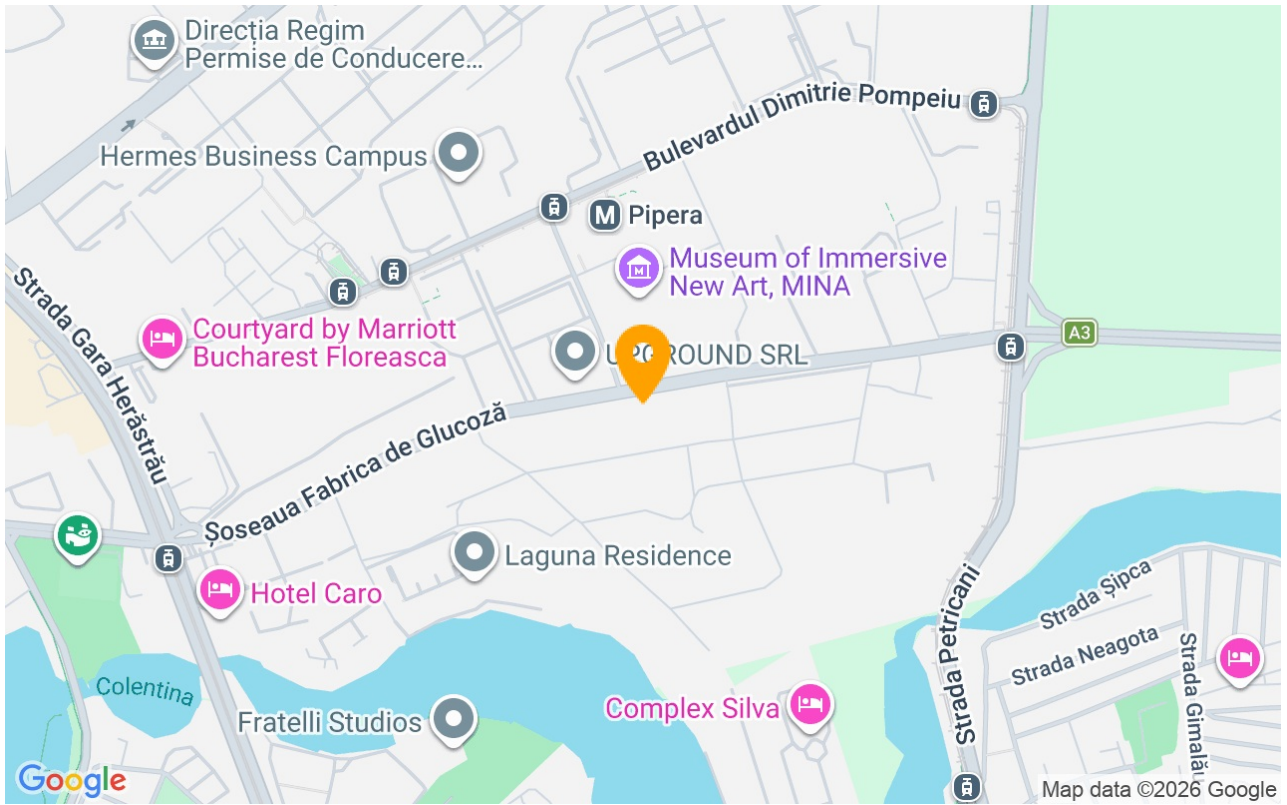 Direcția Regim
Permise de Conducere...
Bulevardul Dimitrie Pompeiu
Hermes Business Campus
M Pipera
Museum of Immersive
New Art, MINA
Strada Gara Herăstrău
Courtyard by Marriott
Bucharest Floreasca
A3
ROUND SRL
Șoseaua Fabrica de Glucoză
Laguna Residence
Hotel Caro
Strada Petricani
Strada Șipca
Strada Neagota
Strada Gimalău
Colentina
Complex Silva
Fratelli Studios
Google
Map data ©2026 Google